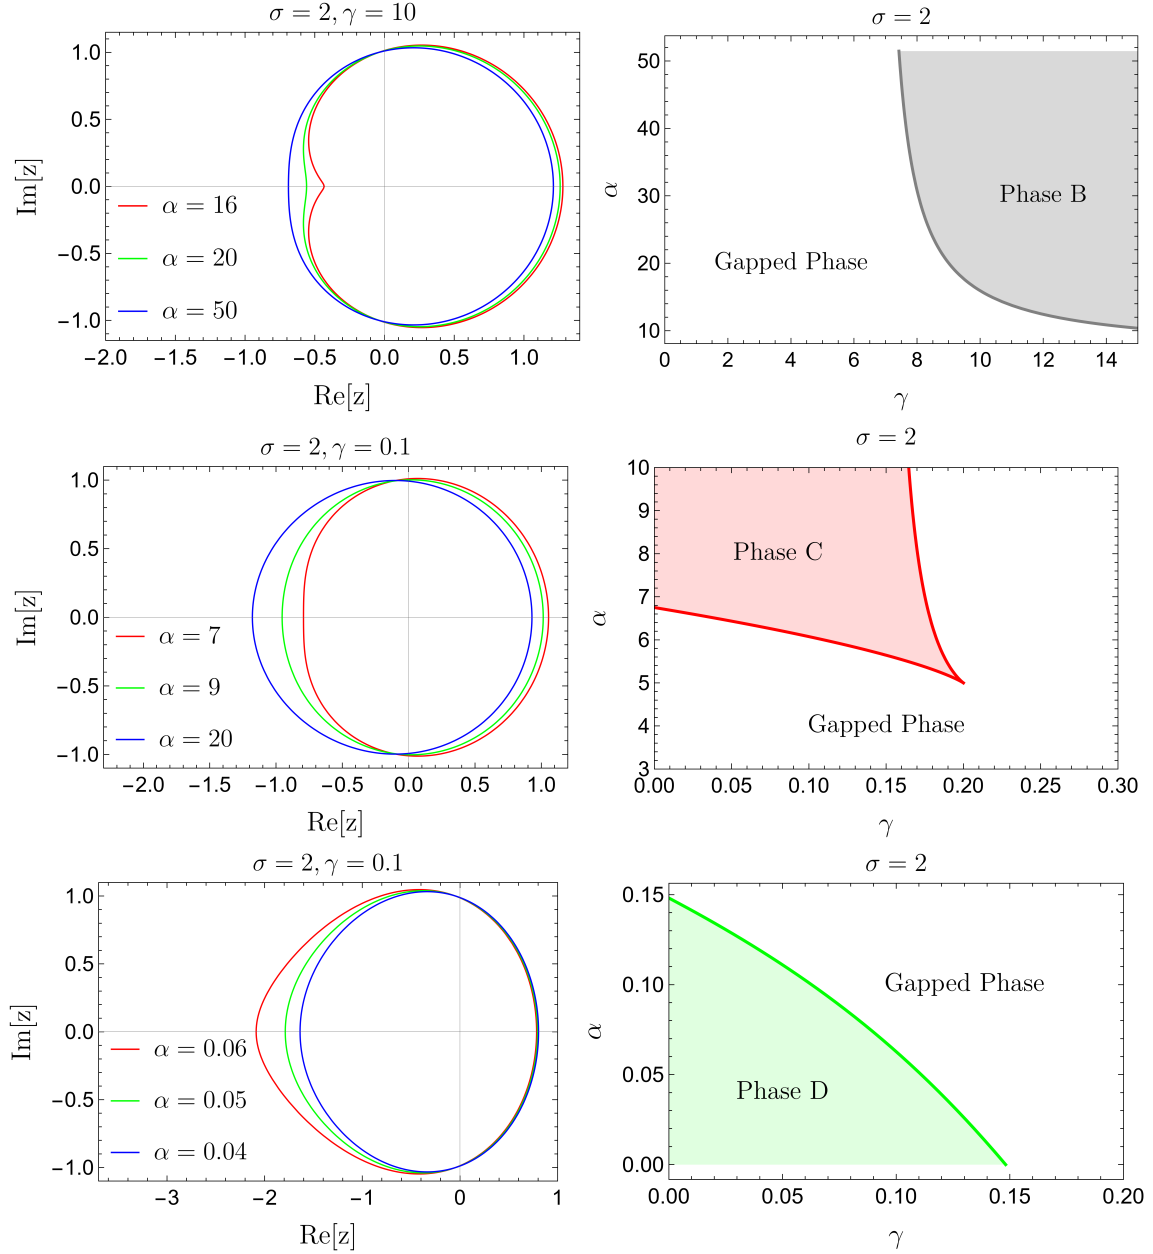 σ = 2, γ = 10
1.0
0.5
0.0
−0.5
−1.0
Im[z]
α = 16
α = 20
α = 50
−2.0 −1.5 −1.0 −0.5 0.0 0.5 1.0
Re[z]
σ = 2
50
40
30
20
10
α
Phase B
Gapped Phase
0 2 4 6 8 10 12 14
γ
σ = 2, γ = 0.1
1.0
0.5
0.0
−0.5
−1.0
Im[z]
α = 7
α = 9
α = 20
−2.0 −1.5 −1.0 −0.5 0.0 0.5 1.0
Re[z]
σ = 2
10
9
8
7
6
5
4
3
α
Phase C
Gapped Phase
0.00 0.05 0.10 0.15 0.20 0.25 0.30
γ
σ = 2, γ = 0.1
1.0
0.5
0.0
−0.5
−1.0
Im[z]
α = 0.06
α = 0.05
α = 0.04
−3 −2 −1 0 1
Re[z]
σ = 2
0.15
0.10
0.05
0.00
α
Gapped Phase
Phase D
0.00 0.05 0.10 0.15 0.20
γ